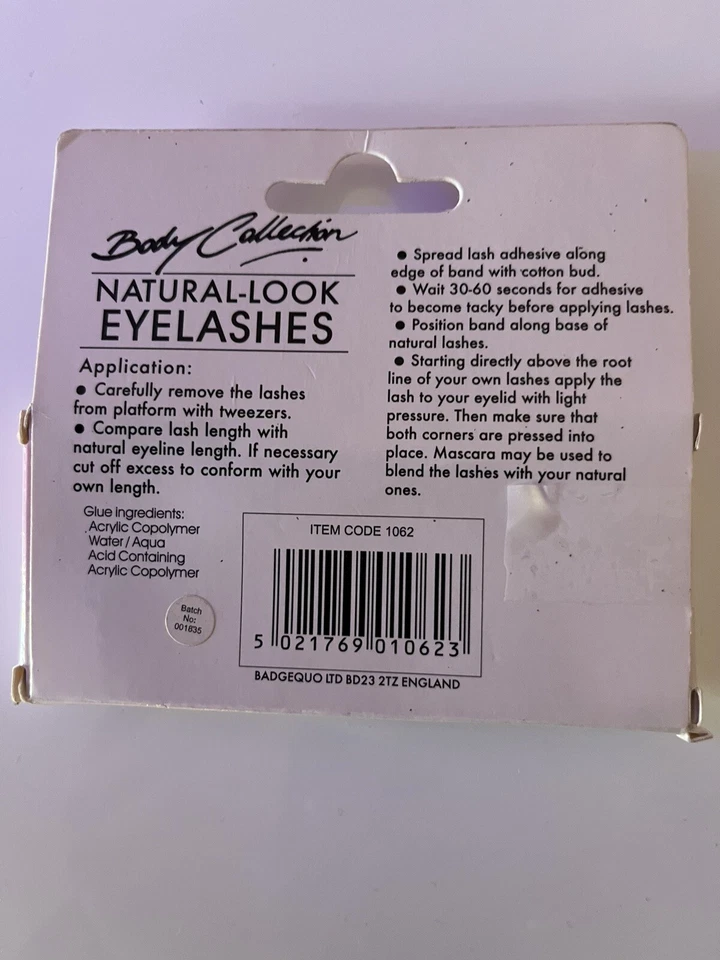 Body Collection
NATURAL-LOOK
EYELASHES
Application:
● Carefully remove the lashes
from platform with tweezers.
● Compare lash length with
natural eyeline length. If necessary
cut off excess to conform with your
own length.
● Spread lash adhesive along
edge of band with cotton bud.
● Wait 30-60 seconds for adhesive
to become tacky before applying lashes.
● Position band along base of
natural lashes.
● Starting directly above the root
line of your own lashes apply the
lash to your eyelid with light
pressure. Then make sure that
both corners are pressed into
place. Mascara may be used to
blend the lashes with your natural
ones.
Glue ingredients:
Acrylic Copolymer
Water/Aqua
Acid Containing
Acrylic Copolymer
Batch
No:
001835
ITEM CODE 1062
5 021769 010623
BADGEQUO LTD BD23 2TZ ENGLAND